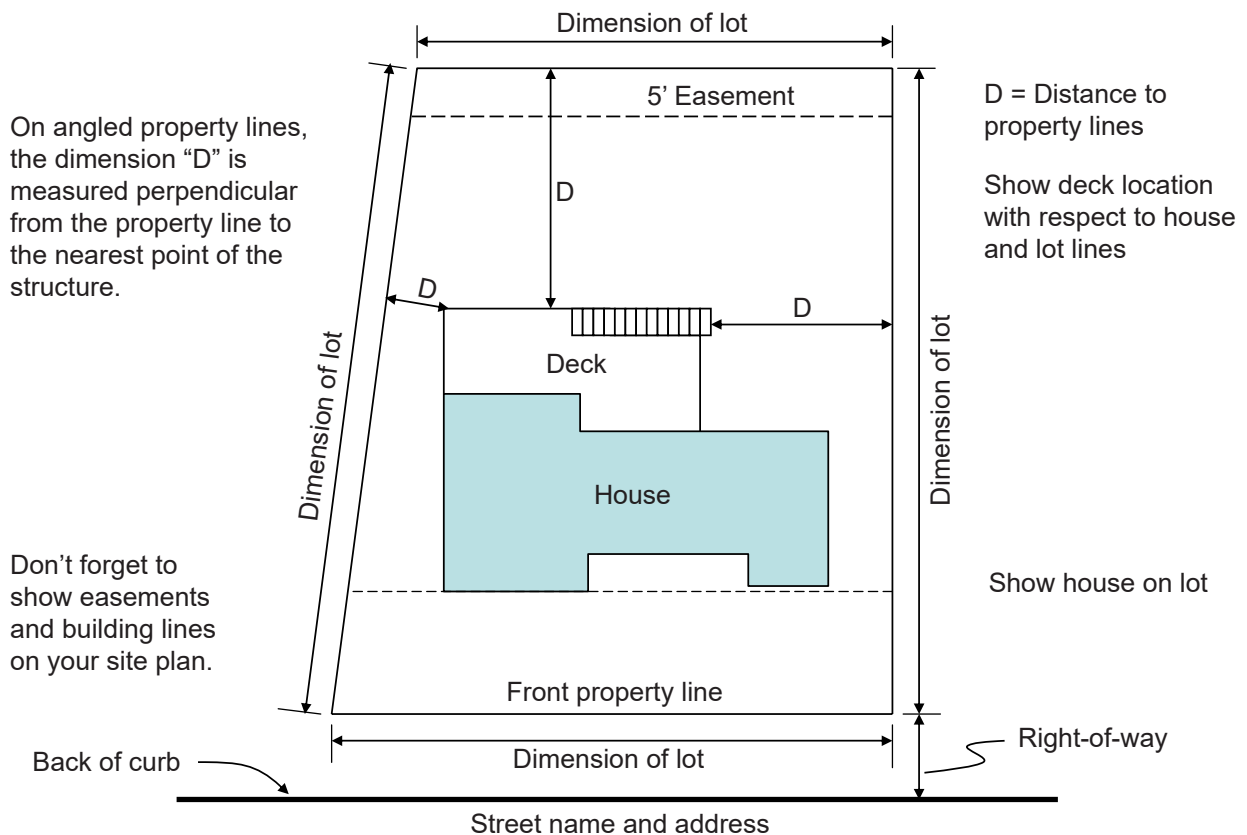 Dimension of lot
5’ Easement
D = Distance to
property lines
On angled property lines,
the dimension “D” is
measured perpendicular
from the property line to
the nearest point of the
structure.
Show deck location
with respect to house
and lot lines
D
D
D
Deck
Dimension of lot
Dimension of lot
House
Don’t forget to
show easements
and building lines
on your site plan.
Show house on lot
Front property line
Right-of-way
Dimension of lot
Back of curb
Street name and address